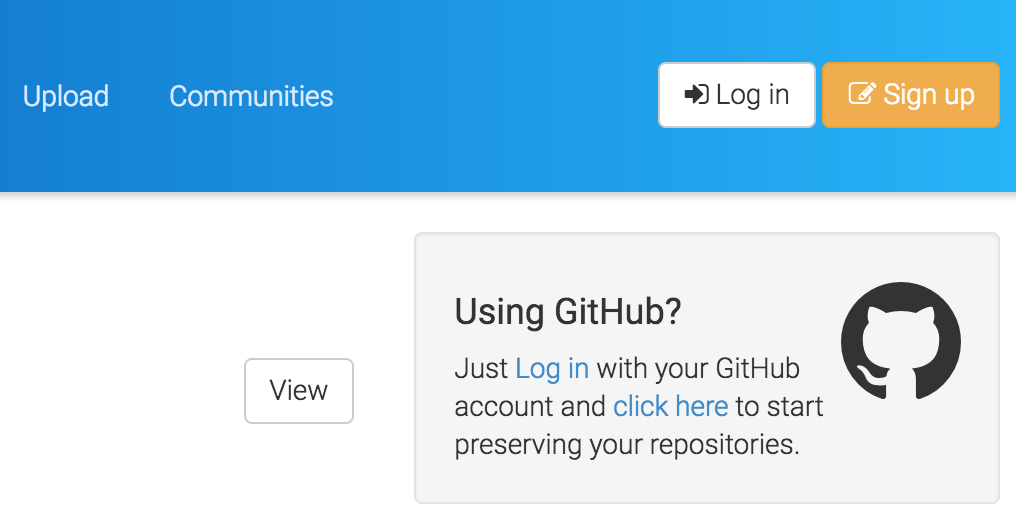 Upload Communities Log in Sign up
Using GitHub?
Just Log in with your GitHub
account and click here to start
preserving your repositories.
View